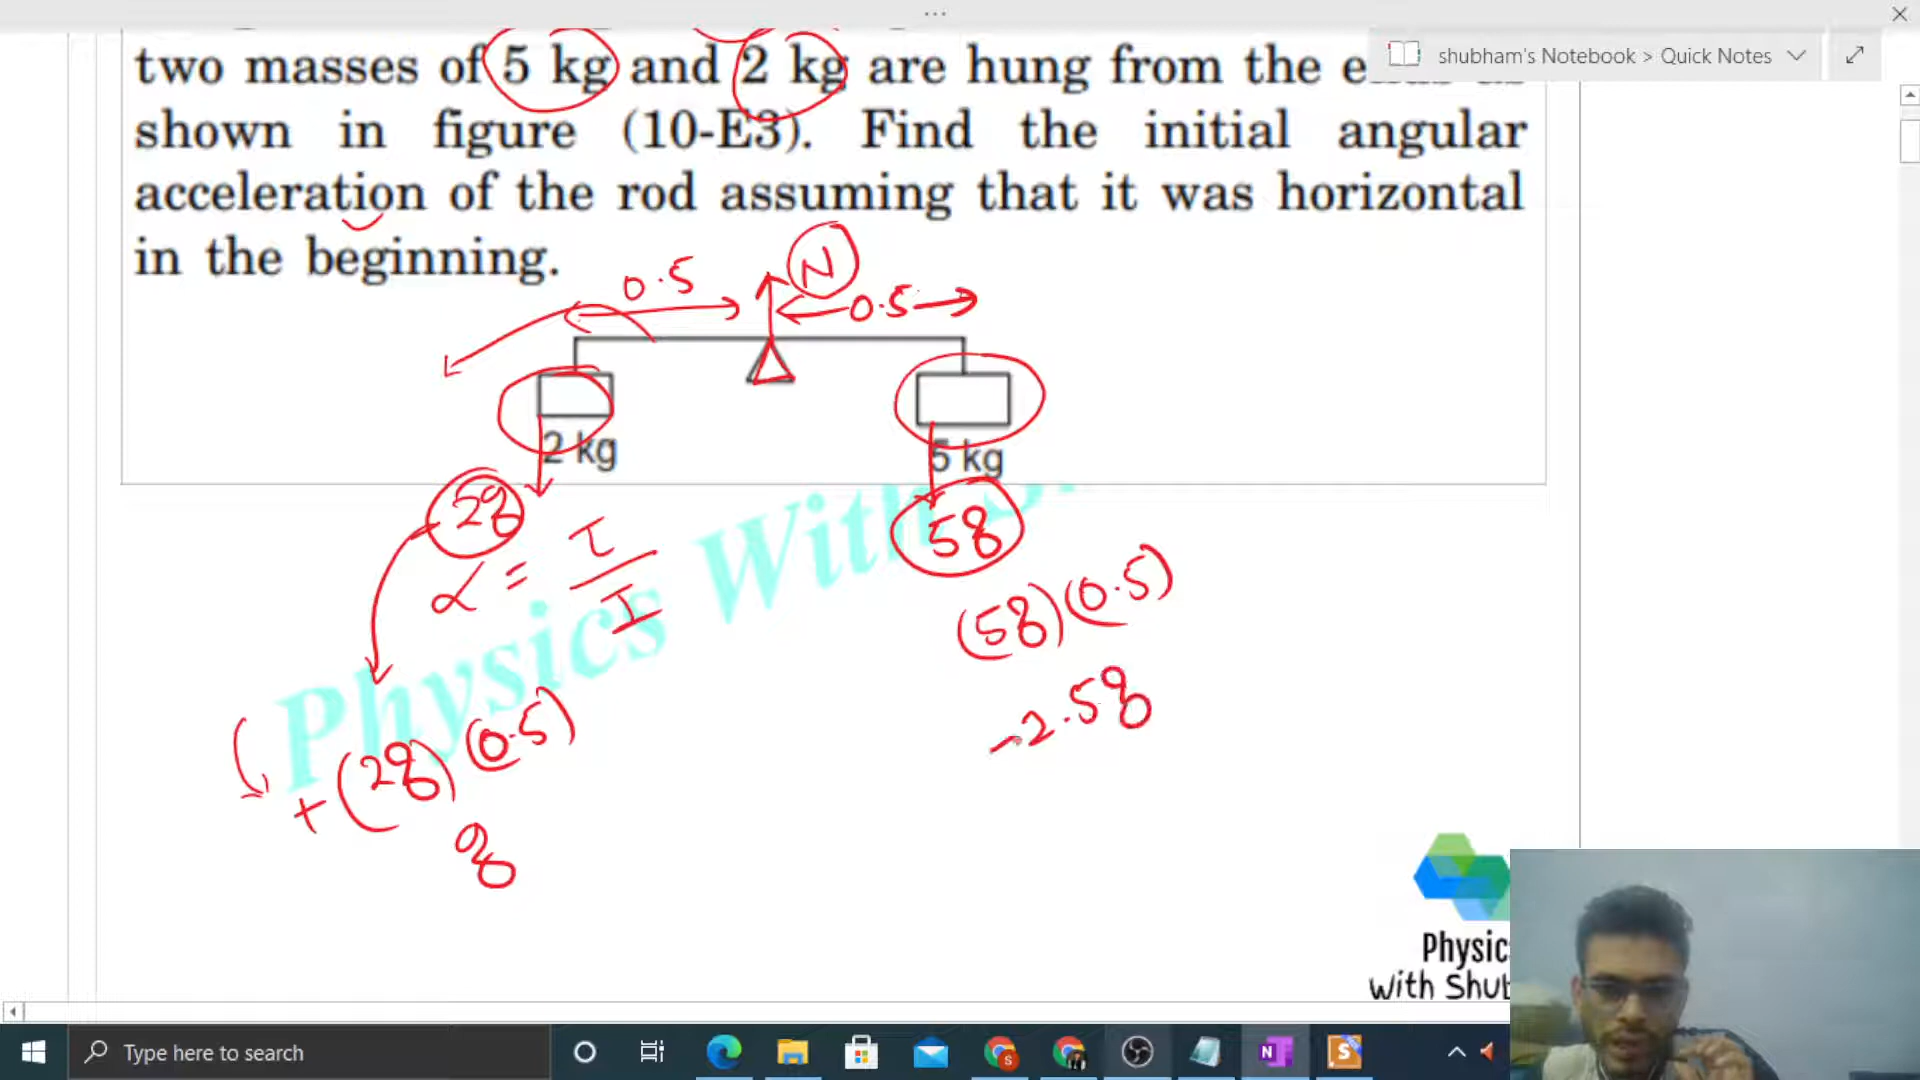 shubham's Notebook > Quick Notes
two masses of 5 kg and 2 kg are hung from the
shown in figure (10-E3). Find the initial angular
acceleration of the rod assuming that it was horizontal
in the beginning.
N
0.5
0.5
2 kg
5 kg
2g
5g
α = τ / I
(5g)(0.5)
-2.5g
+(2g)(0.5)
g
Physics With S
Physic
with Shub
Type here to search